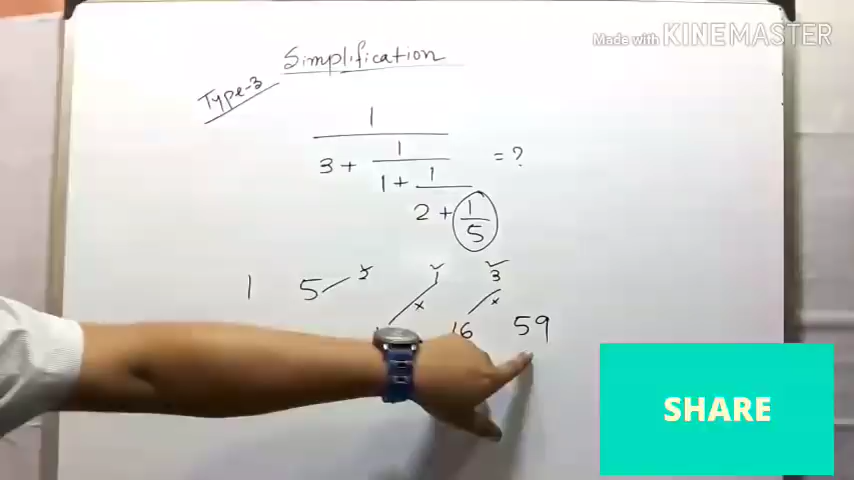 Made with KINEMASTER
Simplification
Type-3
1
3 + 1
= ?
1 + 1
2 + 1
5
1 5 2 1 3
16 59
SHARE